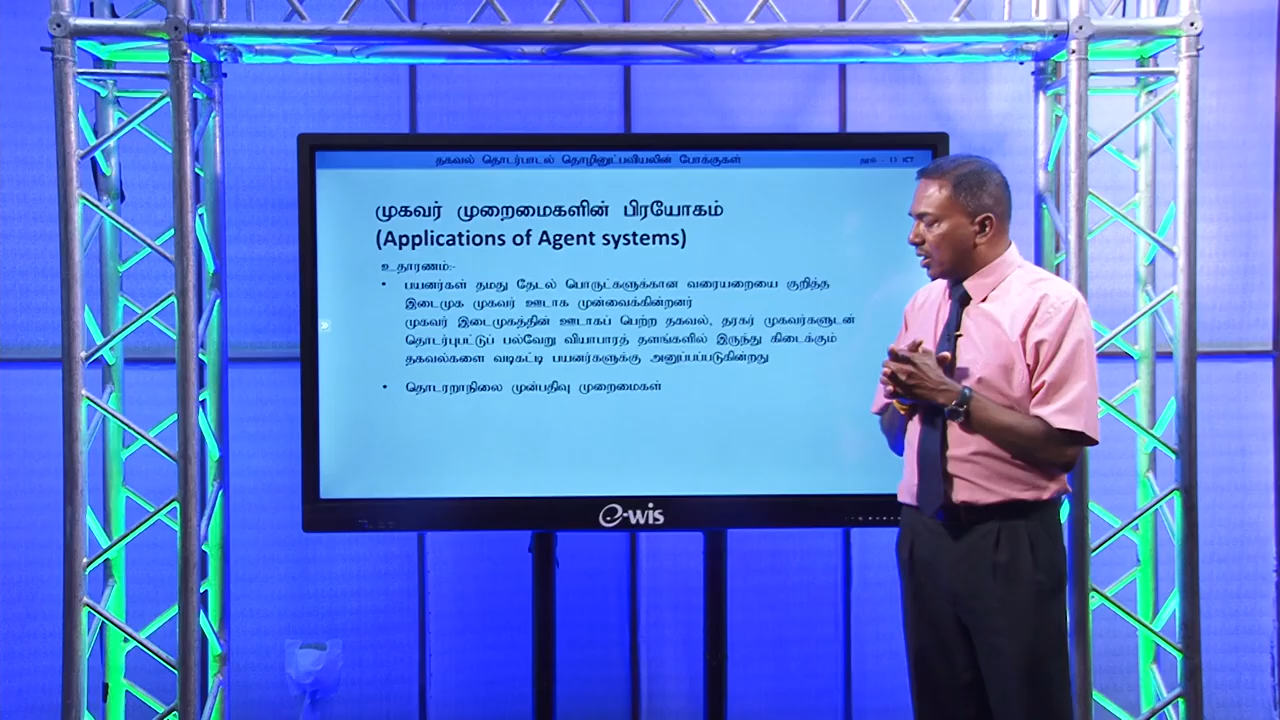 தகவல் தொடர்பாடல் தொழினுட்பவியலின் போக்குகள்
தரம் - 13 ICT
முகவர் முறைமைகளின் பிரயோகம்
(Applications of Agent systems)
உதாரணம்:-
• பயனர்கள் தமது தேடல் பொருட்களுக்கான வரையறையை குறித்த
இடைமுக முகவர் ஊடாக முன்வைக்கின்றனர்
முகவர் இடைமுகத்தின் ஊடாகப் பெற்ற தகவல், தரகர் முகவர்களுடன்
தொடர்புபட்டுப் பல்வேறு வியாபாரத் தளங்களில் இருந்து கிடைக்கும்
தகவல்களை வடிகட்டி பயனர்களுக்கு அனுப்பப்படுகின்றது
• தொடரறாநிலை முன்பதிவு முறைமைகள்
e-wis